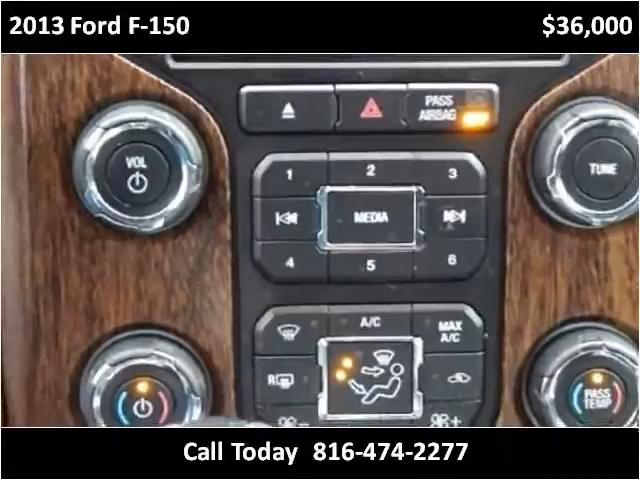 2013 Ford F-150 $36,000
PASS
AIRBAG OFF
VOL
TUNE
1 2 3
MEDIA
4 5 6
A/C
MAX
A/C
R
PASS
TEMP
Call Today 816-474-2277